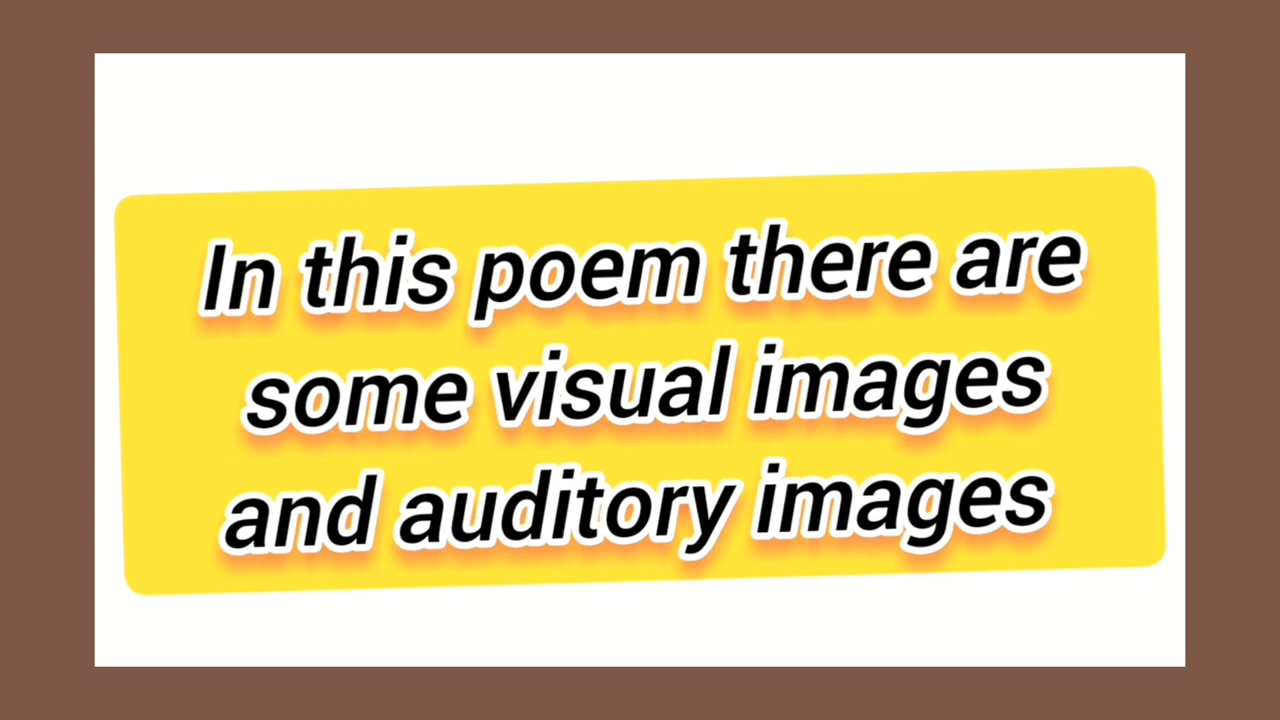 In this poem there are
some visual images
and auditory images